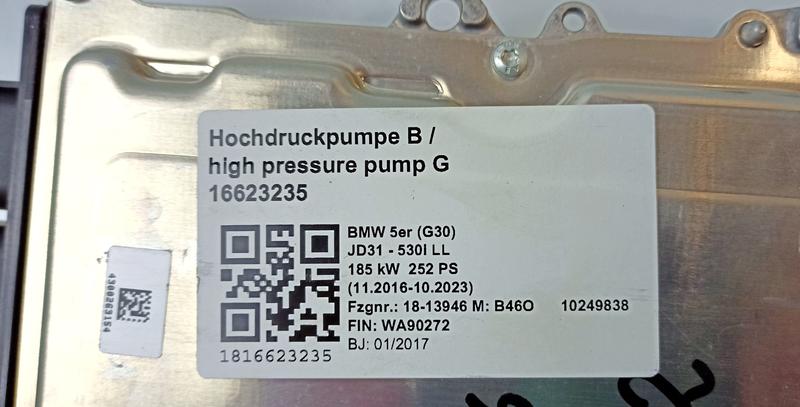 Hochdruckpumpe B /
high pressure pump G
16623235
BMW 5er (G30)
JD31 - 530I LL
185 kW 252 PS
(11.2016-10.2023)
Fzgnr.: 18-13946 M: B46O 10249838
FIN: WA90272
BJ: 01/2017
1816623235
4300263154